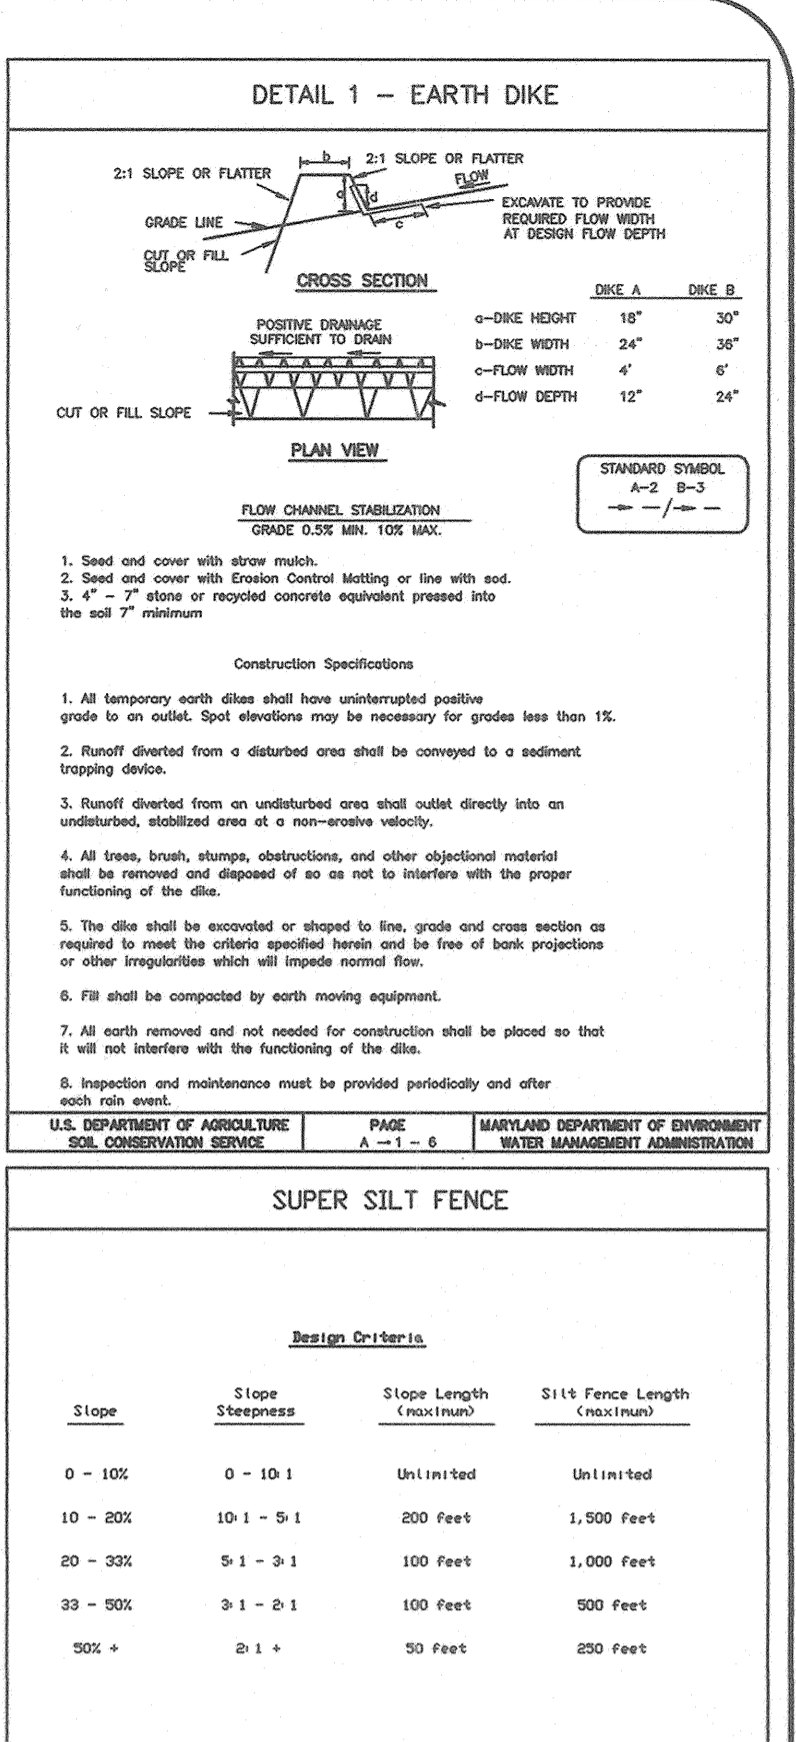 DETAIL 1 – EARTH DIKE
b
2:1 SLOPE OR FLATTER
2:1 SLOPE OR FLATTER
FLOW
a
d
c
EXCAVATE TO PROVIDE
REQUIRED FLOW WIDTH
AT DESIGN FLOW DEPTH
GRADE LINE
CUT OR FILL
SLOPE
CROSS SECTION
DIKE A DIKE B
a–DIKE HEIGHT 18" 30"
b–DIKE WIDTH 24" 36"
c–FLOW WIDTH 4' 6'
d–FLOW DEPTH 12" 24"
POSITIVE DRAINAGE
SUFFICIENT TO DRAIN
CUT OR FILL SLOPE
PLAN VIEW
STANDARD SYMBOL
A–2 B–3
FLOW CHANNEL STABILIZATION
GRADE 0.5% MIN. 10% MAX.
1. Seed and cover with straw mulch.
2. Seed and cover with Erosion Control Matting or line with sod.
3. 4" – 7" stone or recycled concrete equivalent pressed into
the soil 7" minimum
Construction Specifications
1. All temporary earth dikes shall have uninterrupted positive
grade to an outlet. Spot elevations may be necessary for grades less than 1%.
2. Runoff diverted from a disturbed area shall be conveyed to a sediment
trapping device.
3. Runoff diverted from an undisturbed area shall outlet directly into an
undisturbed, stabilized area at a non–erosive velocity.
4. All trees, brush, stumps, obstructions, and other objectional material
shall be removed and disposed of so as not to interfere with the proper
functioning of the dike.
5. The dike shall be excavated or shaped to line, grade and cross section as
required to meet the criteria specified herein and be free of bank projections
or other irregularities which will impede normal flow.
6. Fill shall be compacted by earth moving equipment.
7. All earth removed and not needed for construction shall be placed so that
it will not interfere with the functioning of the dike.
8. Inspection and maintenance must be provided periodically and after
each rain event.
U.S. DEPARTMENT OF AGRICULTURE
SOIL CONSERVATION SERVICE
PAGE
A –1 – 6
MARYLAND DEPARTMENT OF ENVIRONMENT
WATER MANAGEMENT ADMINISTRATION
SUPER SILT FENCE
Design Criteria
Slope
Slope
Steepness
Slope Length
(maximum)
Silt Fence Length
(maximum)
0 – 10% 0 – 10:1 Unlimited Unlimited
10 – 20% 10:1 – 5:1 200 feet 1,500 feet
20 – 33% 5:1 – 3:1 100 feet 1,000 feet
33 – 50% 3:1 – 2:1 100 feet 500 feet
50% + 2:1 + 50 feet 250 feet